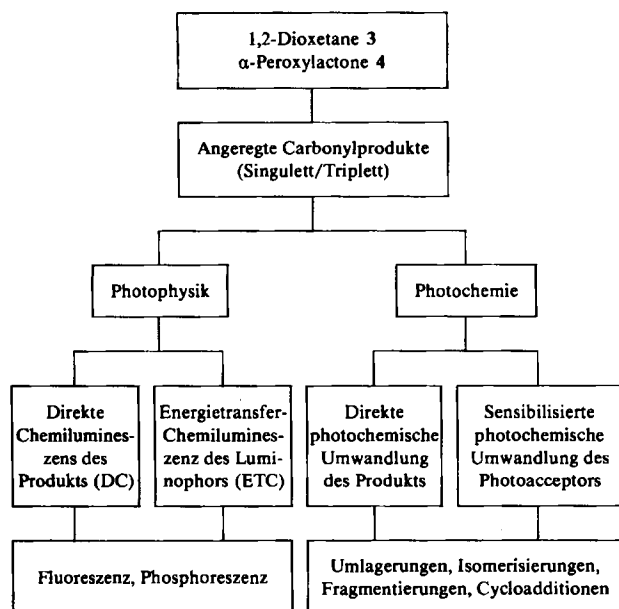 1,2-Dioxetane 3
α-Peroxylactone 4
Angeregte Carbonylprodukte
(Singulett/Triplett)
Photophysik
Photochemie
Direkte
Chemilumines-
zens des
Produkts (DC)
Energietransfer-
Chemilumines-
zenz des Lumi-
nophors (ETC)
Direkte
photochemische
Umwandlung
des Produkts
Sensibilisierte
photochemische
Umwandlung des
Photoacceptors
Fluoreszenz, Phosphoreszenz
Umlagerungen, Isomerisierungen,
Fragmentierungen, Cycloadditionen